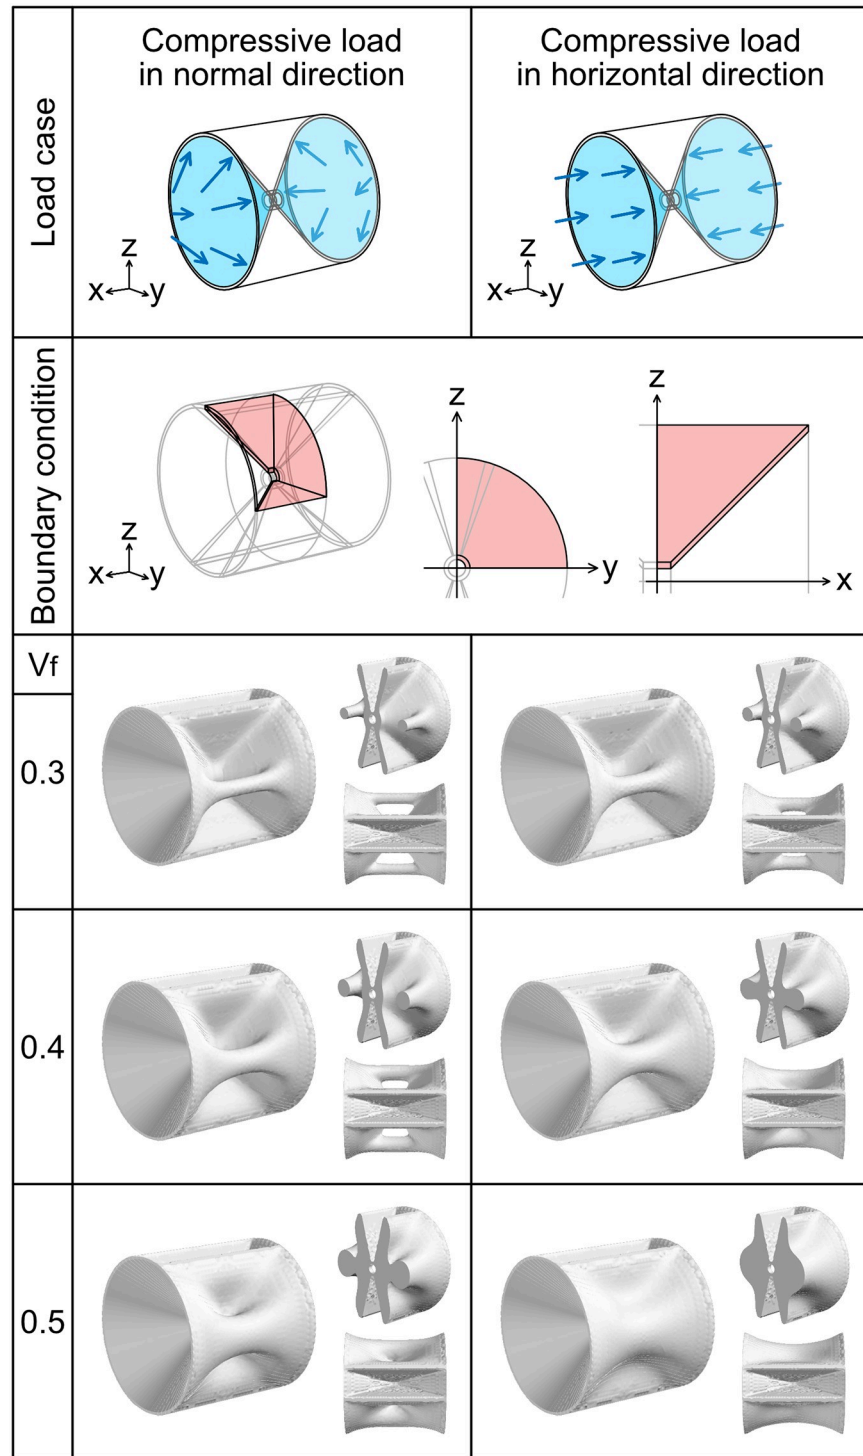 Load case
Compressive load
in normal direction
z
x
y
Compressive load
in horizontal direction
z
x
y
Boundary condition
z
x
y
z
y
z
x
Vf
0.3
0.4
0.5